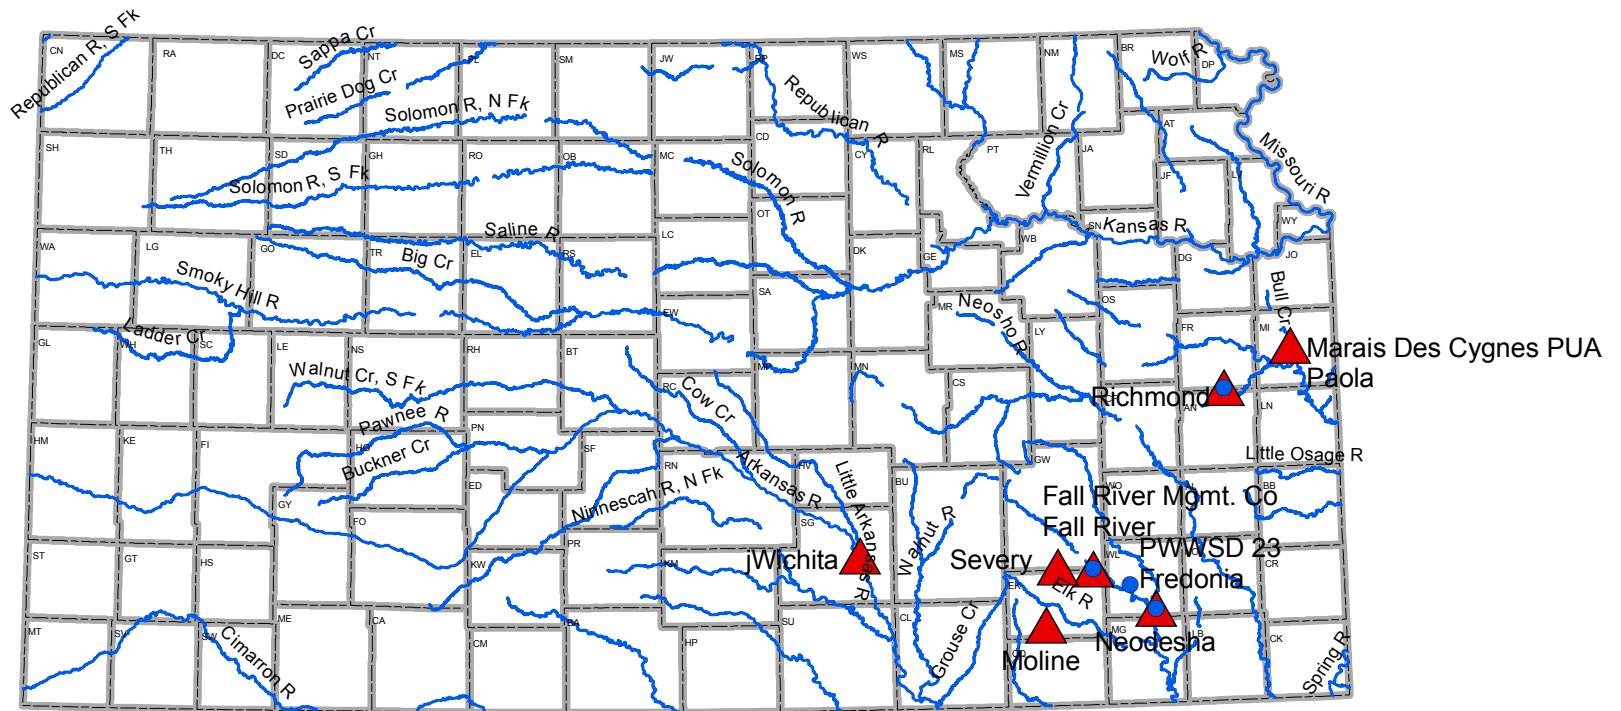 CN
RA
DC
Sappa Cr
NT
PL
SM
JW
RP
WS
MS
NM
BR
Wolf R
DP
Republican R, S Fk
Prairie Dog Cr
Solomon R, N Fk
Republican R
Vermillion Cr
AT
Missouri R
SH
TH
SD
GH
RO
OB
MC
CD
CY
RL
PT
JA
JF
LV
Solomon R, S Fk
Solomon R
OT
WY
Kansas R
SN
WA
LG
GO
TR
EL
RS
LC
DK
GE
WB
DG
JO
Saline R
Big Cr
Smoky Hill R
SA
EW
MR
Neosho R
OS
Bull Cr
Ladder Cr
GL
WH
SC
LE
NS
RH
BT
MP
MN
LY
FR
MI
Marais Des Cygnes PUA
Paola
Walnut Cr, S Fk
RC
Cow Cr
CS
CF
Richmond
AN
LN
Pawnee R
PN
HM
KE
FI
HG
Buckner Cr
SF
RN
Arkansas R
HV
Little Arkansas R
BU
GW
Little Osage R
GY
ED
Ninnescah R, N Fk
WO
AL
BB
Fall River Mgmt. Co
Fall River
FO
SG
Walnut R
ST
GT
HS
KW
PR
KM
jWichita
Severy
WL
PWWSD 23
Fredonia
CR
EK
Elk R
MT
SV
SW
Cimarron R
ME
CA
CM
BA
HP
SU
CL
Grouse Cr
CQ
Moline
MG
Neodesha
LB
CK
Spring R